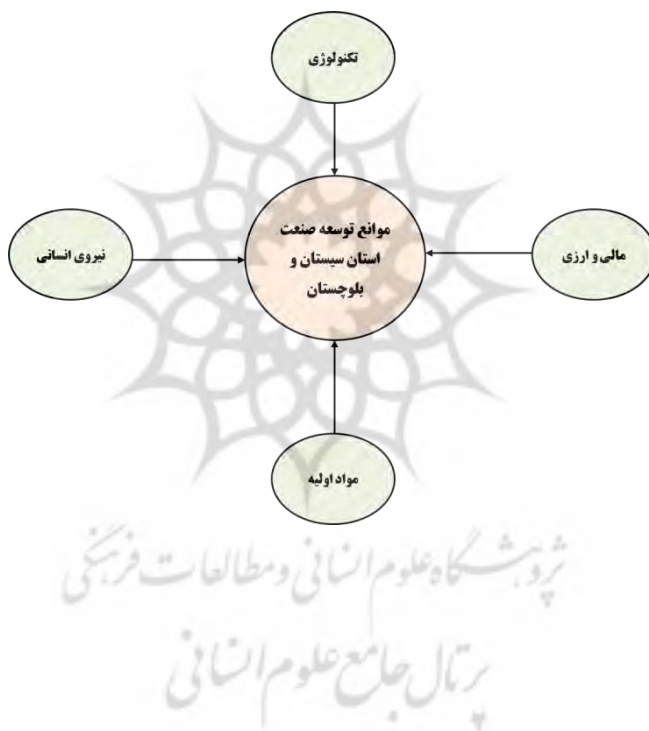 تکنولوژی
موانع توسعه صنعت
استان سیستان و
بلوچستان
مالی و ارزی
نیروی انسانی
مواد اولیه
پژوهشگاه علوم انسانی و مطالعات فرهنگی
پرتال جامع علوم انسانی